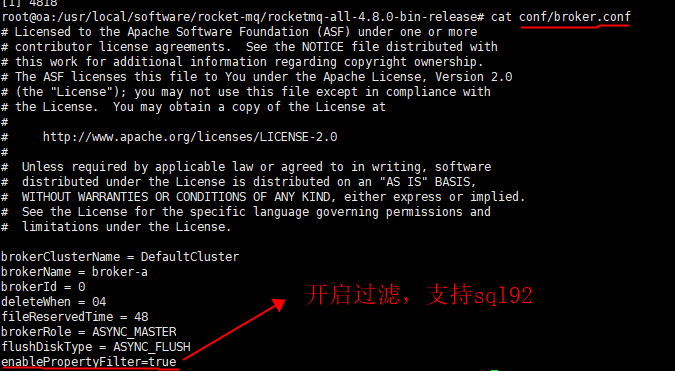 [1] 4818
root@oa:/usr/local/software/rocket-mq/rocketmq-all-4.8.0-bin-release# cat conf/broker.conf
# Licensed to the Apache Software Foundation (ASF) under one or more
# contributor license agreements.  See the NOTICE file distributed with
# this work for additional information regarding copyright ownership.
# The ASF licenses this file to You under the Apache License, Version 2.0
# (the "License"); you may not use this file except in compliance with
# the License.  You may obtain a copy of the License at
#
#     http://www.apache.org/licenses/LICENSE-2.0
#
#  Unless required by applicable law or agreed to in writing, software
#  distributed under the License is distributed on an "AS IS" BASIS,
#  WITHOUT WARRANTIES OR CONDITIONS OF ANY KIND, either express or implied.
#  See the License for the specific language governing permissions and
#  limitations under the License.
brokerClusterName = DefaultCluster
brokerName = broker-a
brokerId = 0
deleteWhen = 04
fileReservedTime = 48
brokerRole = ASYNC_MASTER
flushDiskType = ASYNC_FLUSH
enablePropertyFilter=true
开启过滤，支持sql92